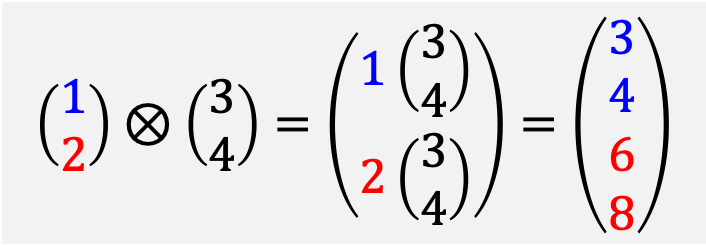 (1 2) ⊗ (3 4) = (1 (3 4) 2 (3 4)) = (3 4 6 8)